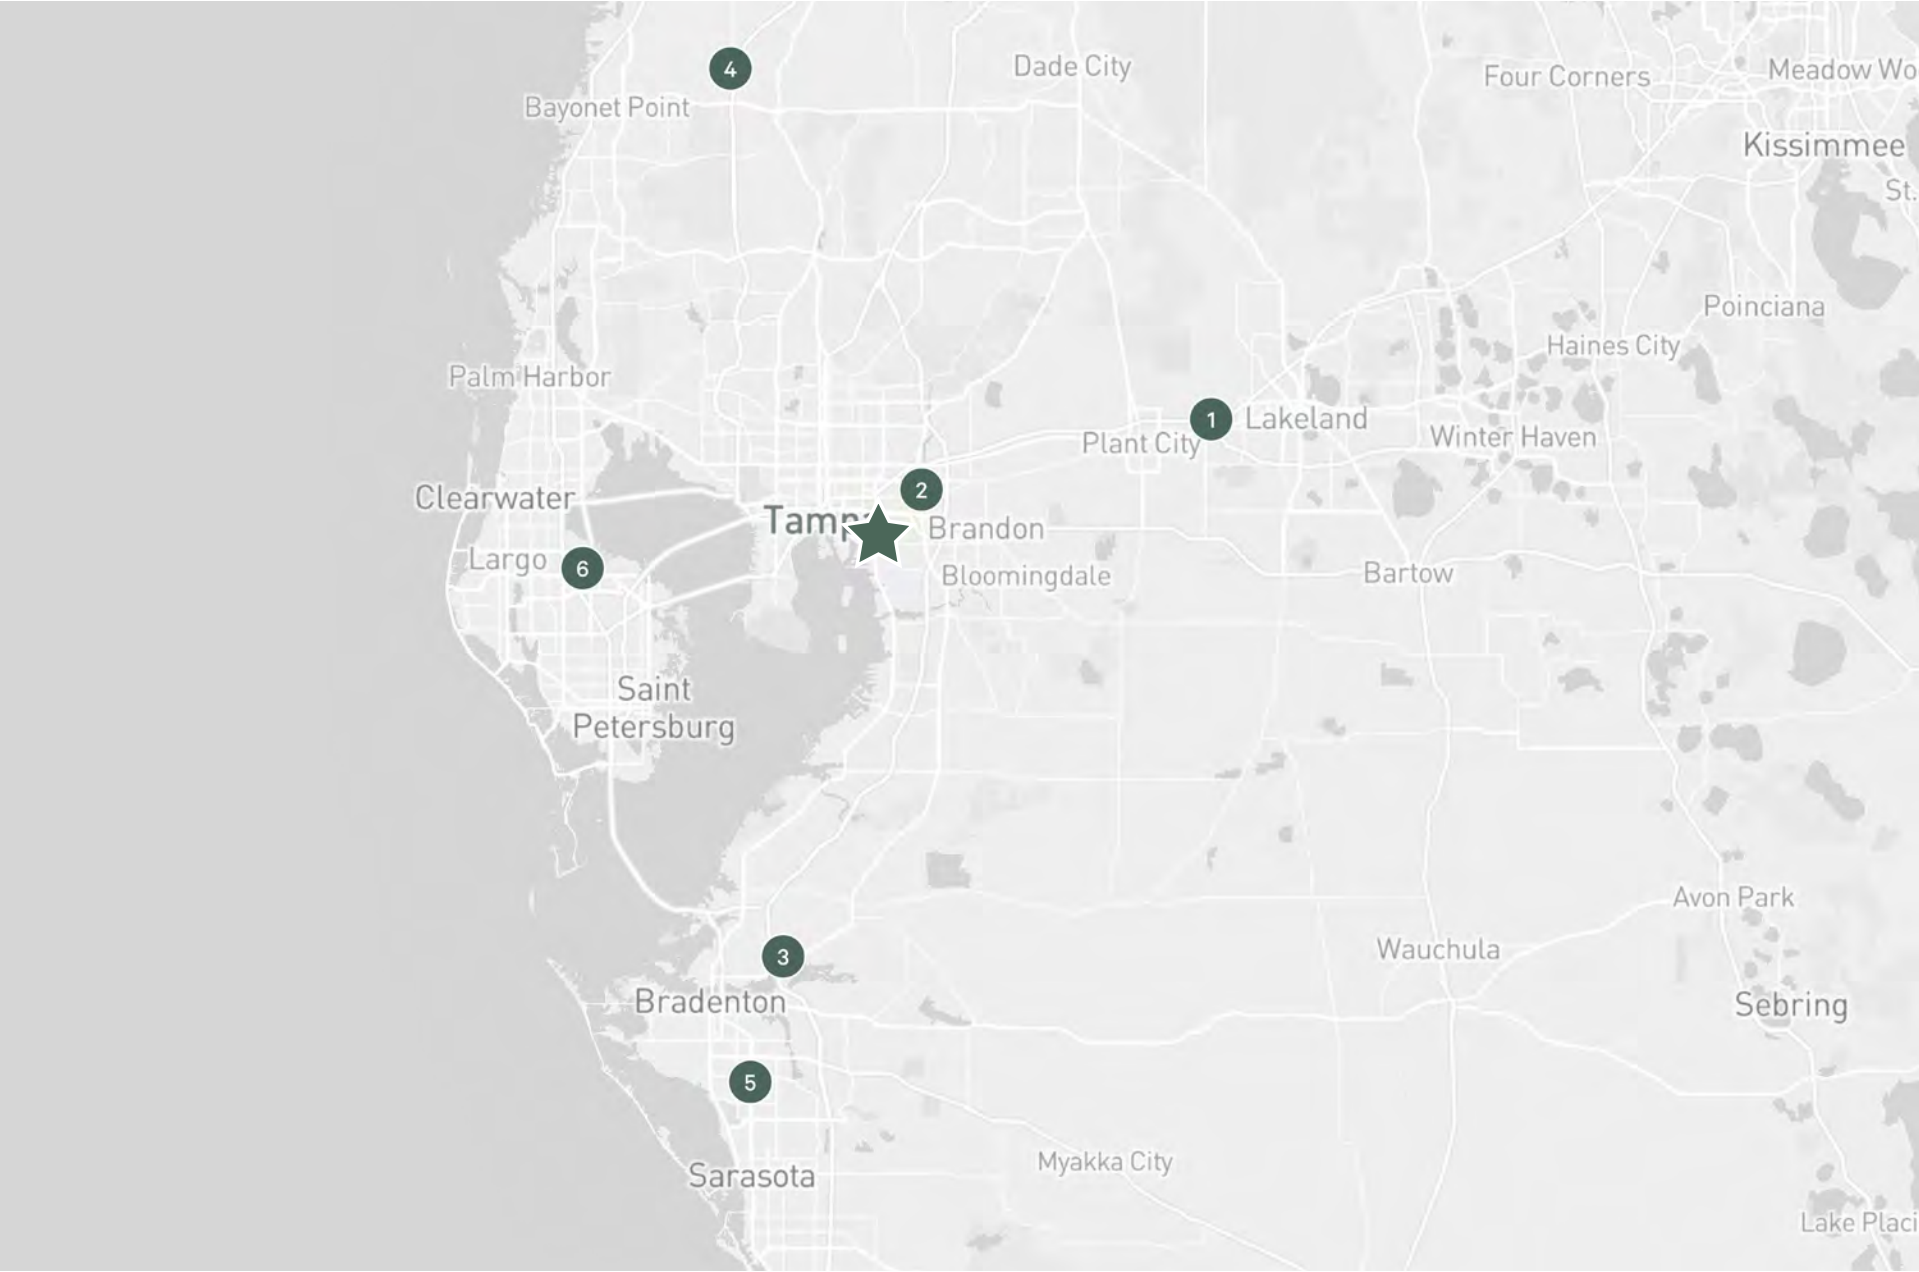 4
Dade City
Four Corners
Meadow Wo
Bayonet Point
Kissimmee
St.
Poinciana
Haines City
Palm Harbor
1
Lakeland
Plant City
Winter Haven
2
Clearwater
Tampa
Brandon
Largo
6
Bloomingdale
Bartow
Saint
Petersburg
Avon Park
3
Wauchula
Bradenton
Sebring
5
Myakka City
Sarasota
Lake Placi